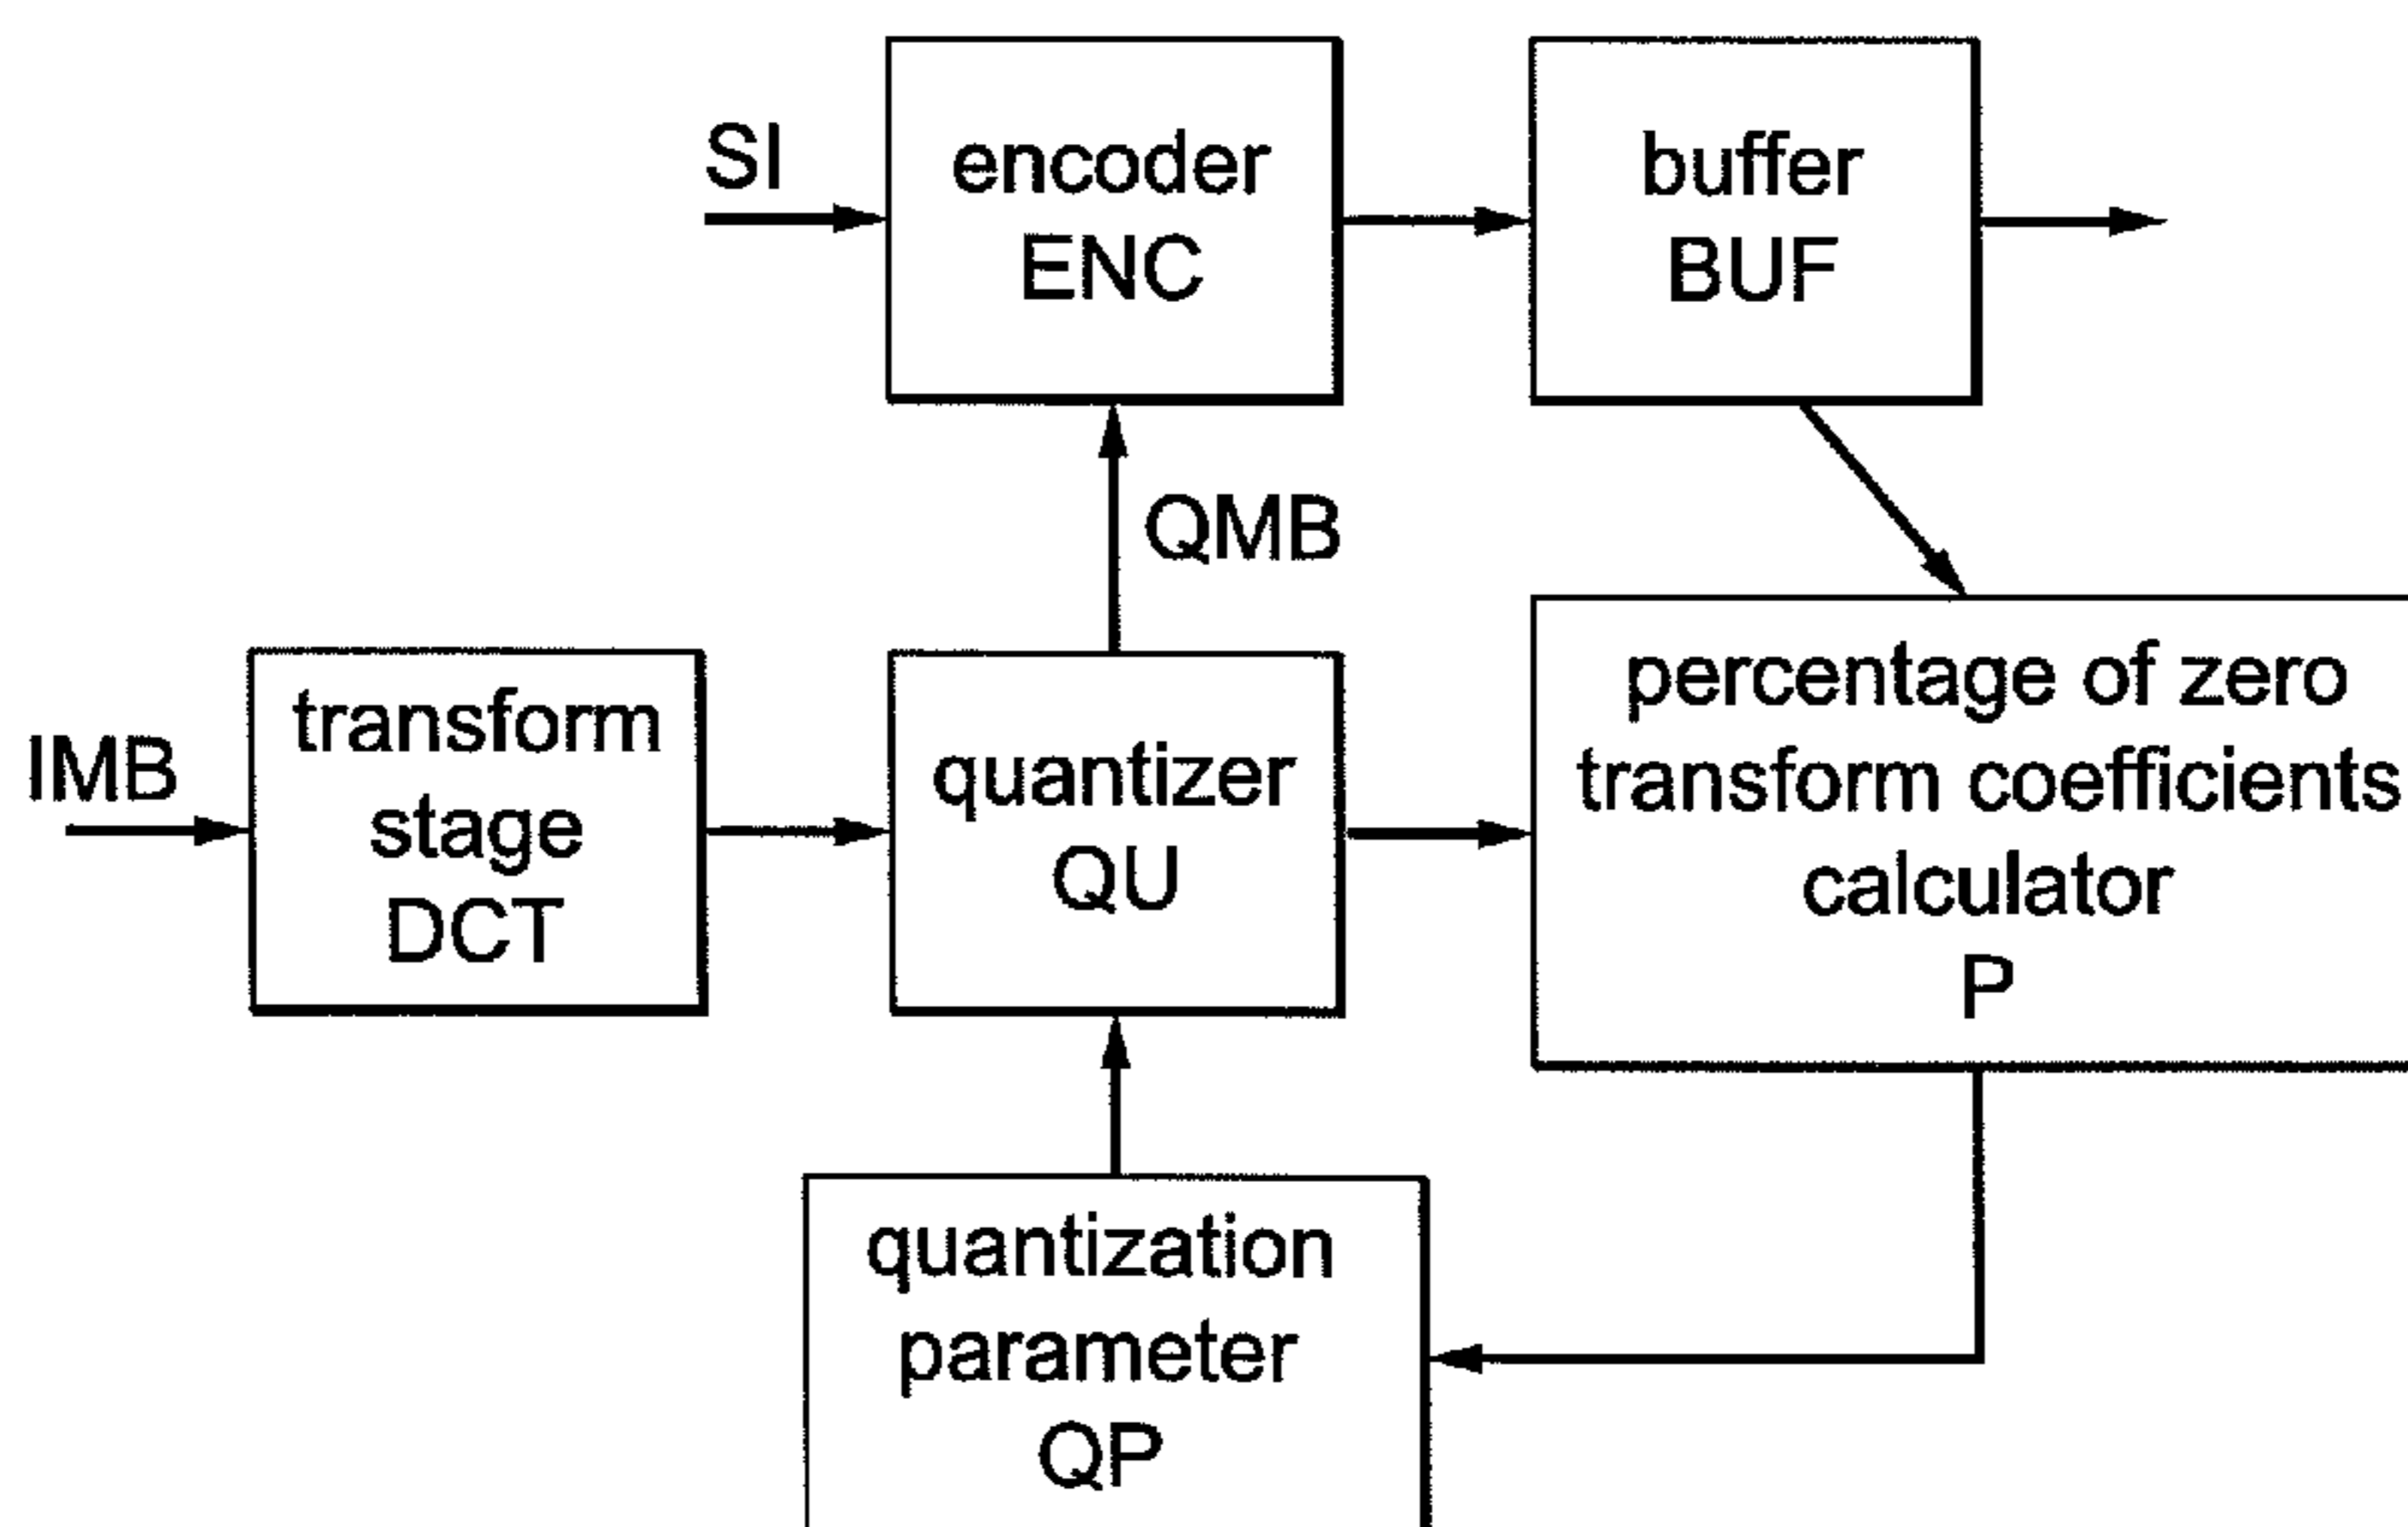 SI
encoder
ENC
buffer
BUF
QMB
IMB
transform
stage
DCT
quantizer
QU
percentage of zero
transform coefficients
calculator
P
quantization
parameter
QP